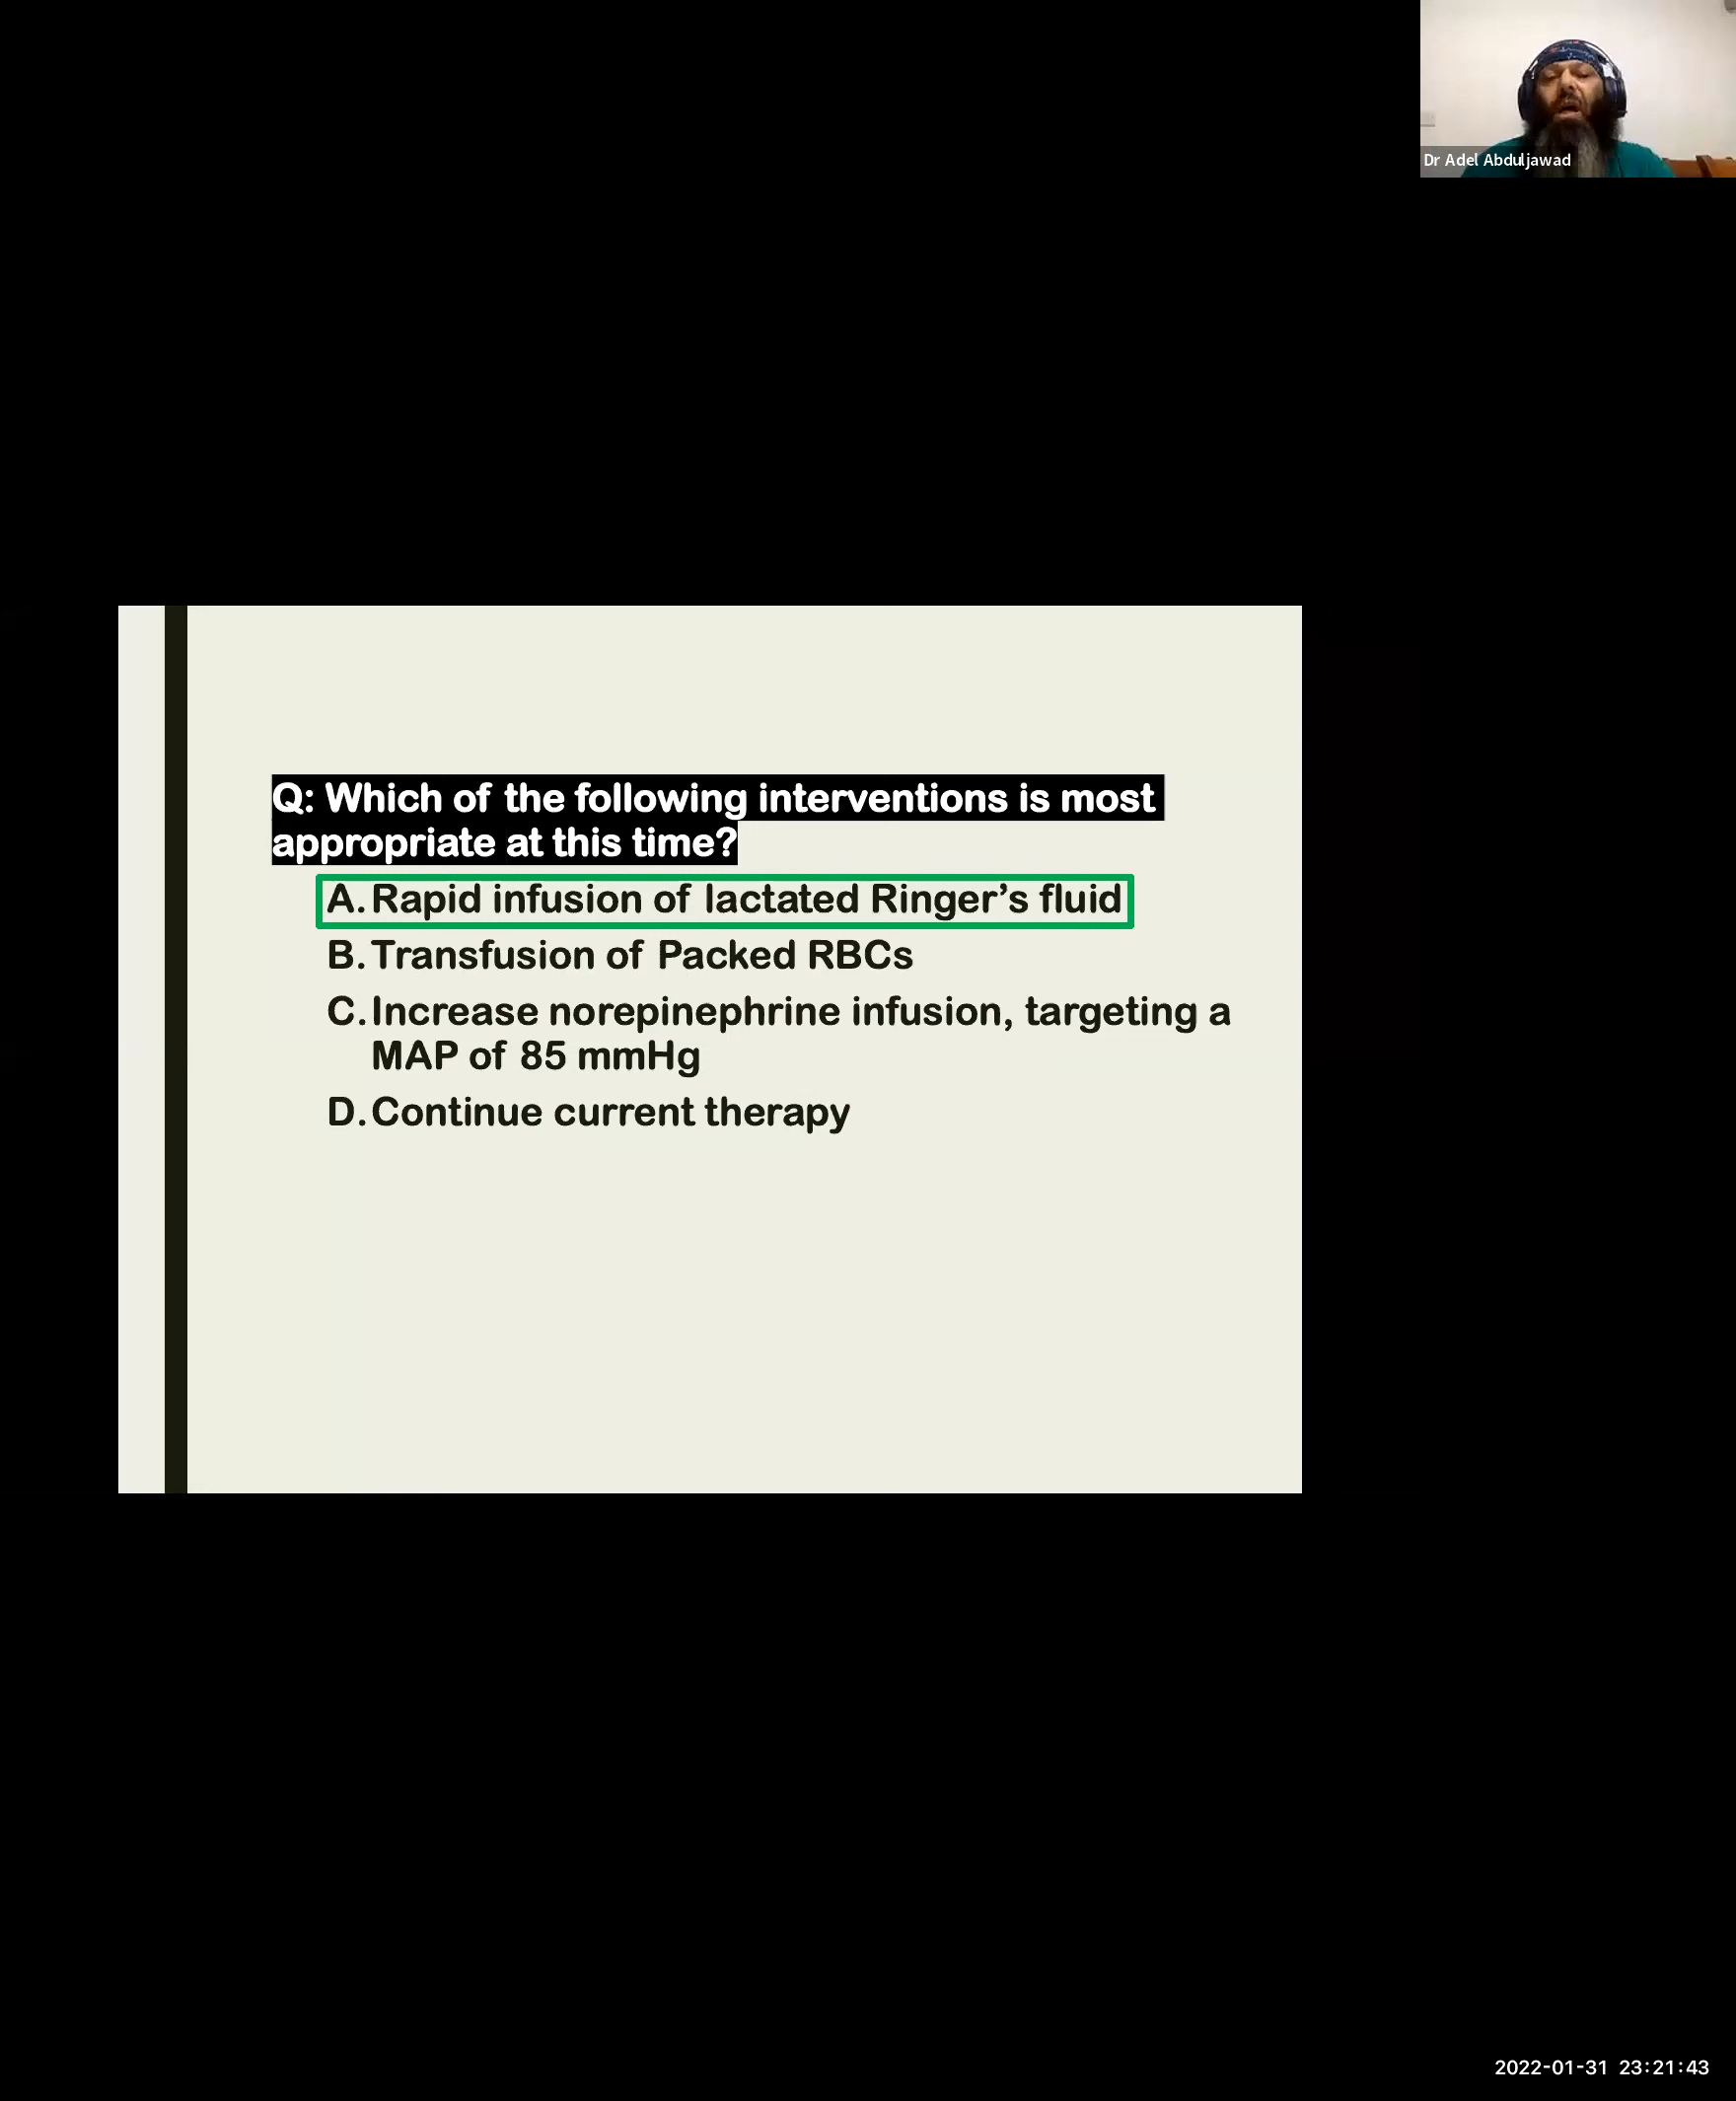 Dr Adel Abduljawad
Q: Which of the following interventions is most
appropriate at this time?
A. Rapid infusion of lactated Ringer’s fluid
B. Transfusion of Packed RBCs
C. Increase norepinephrine infusion, targeting a
MAP of 85 mmHg
D. Continue current therapy
2022-01-31 23:21:43